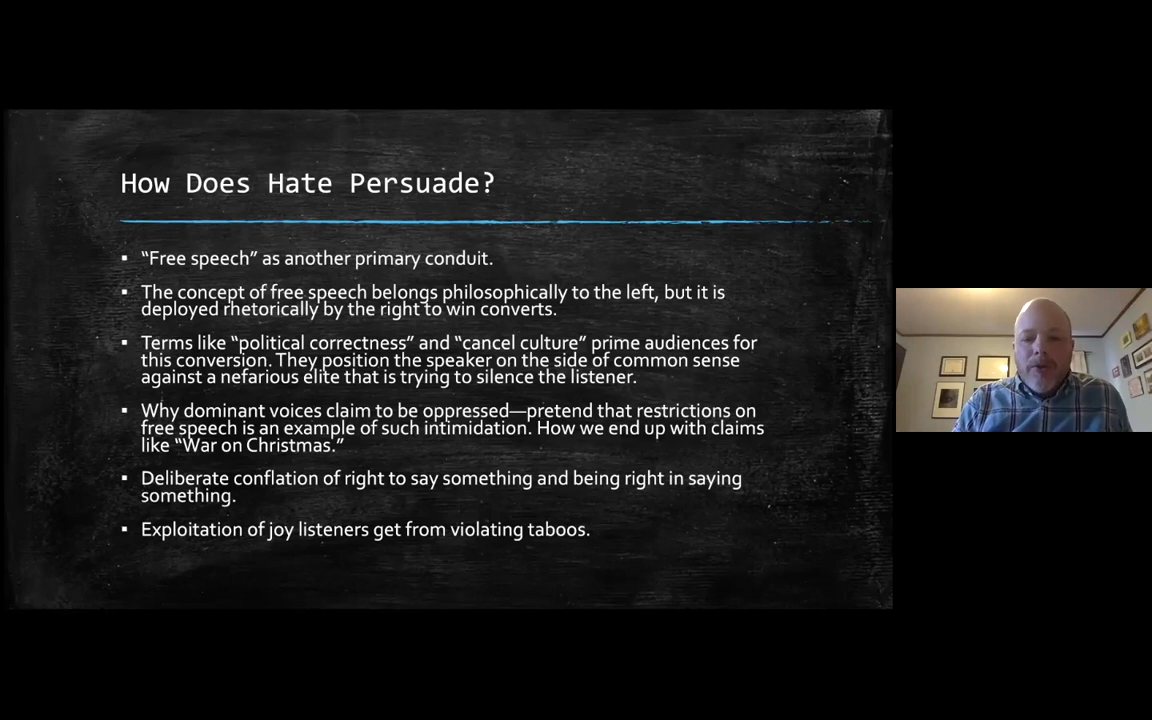 How Does Hate Persuade?
▪ “Free speech” as another primary conduit.
▪ The concept of free speech belongs philosophically to the left, but it is
deployed rhetorically by the right to win converts.
▪ Terms like “political correctness” and “cancel culture” prime audiences for
this conversion. They position the speaker on the side of common sense
against a nefarious elite that is trying to silence the listener.
▪ Why dominant voices claim to be oppressed—pretend that restrictions on
free speech is an example of such intimidation. How we end up with claims
like “War on Christmas.”
▪ Deliberate conflation of right to say something and being right in saying
something.
▪ Exploitation of joy listeners get from violating taboos.